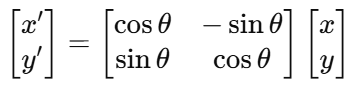 [x′] = [cos θ − sin θ] [x]
[y′] [sin θ cos θ] [y]